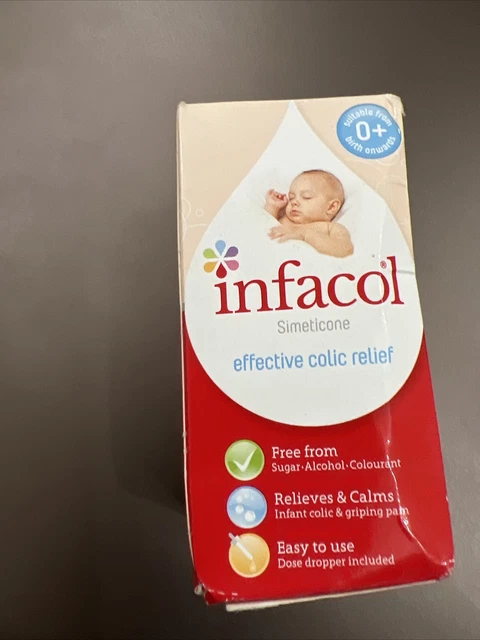 suitable from
0+
birth onwards
infacol®
Simeticone
effective colic relief
Free from
Sugar·Alcohol·Colourant
Relieves & Calms
Infant colic & griping pain
Easy to use
Dose dropper included